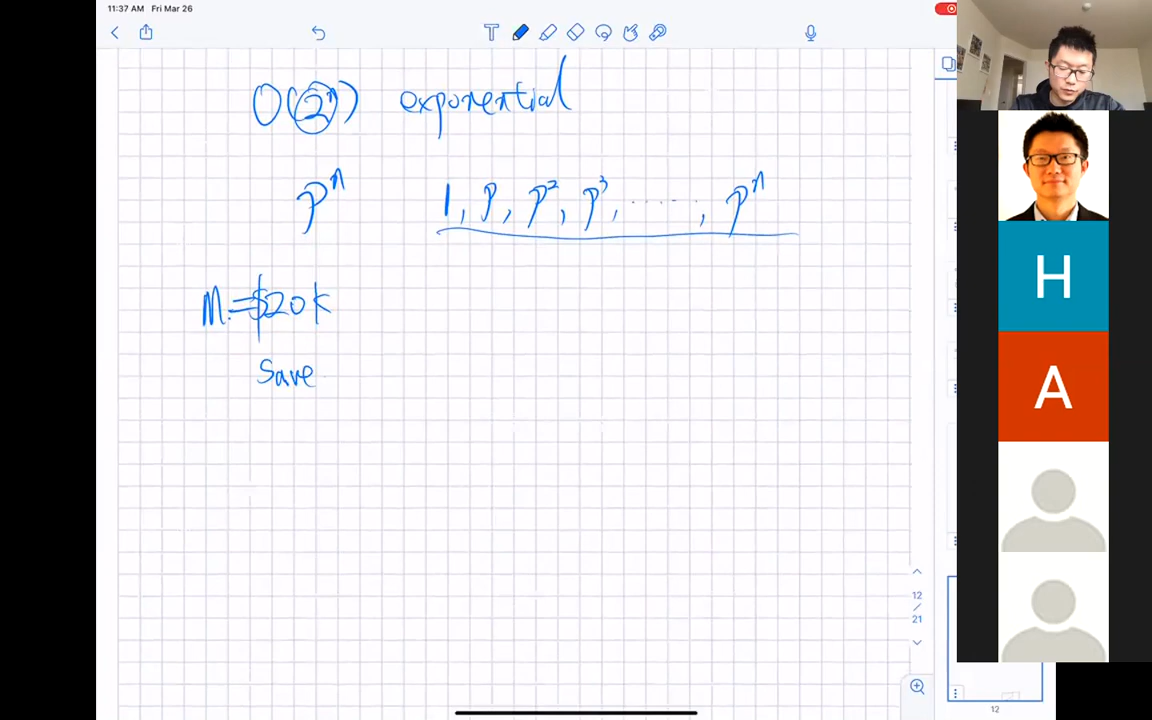 11:37 AM Fri Mar 26
T
O(2ⁿ) exponential
pⁿ 1, p, p², p³, ......, pⁿ
M = $20k
Save
H
A
12
/
21
12